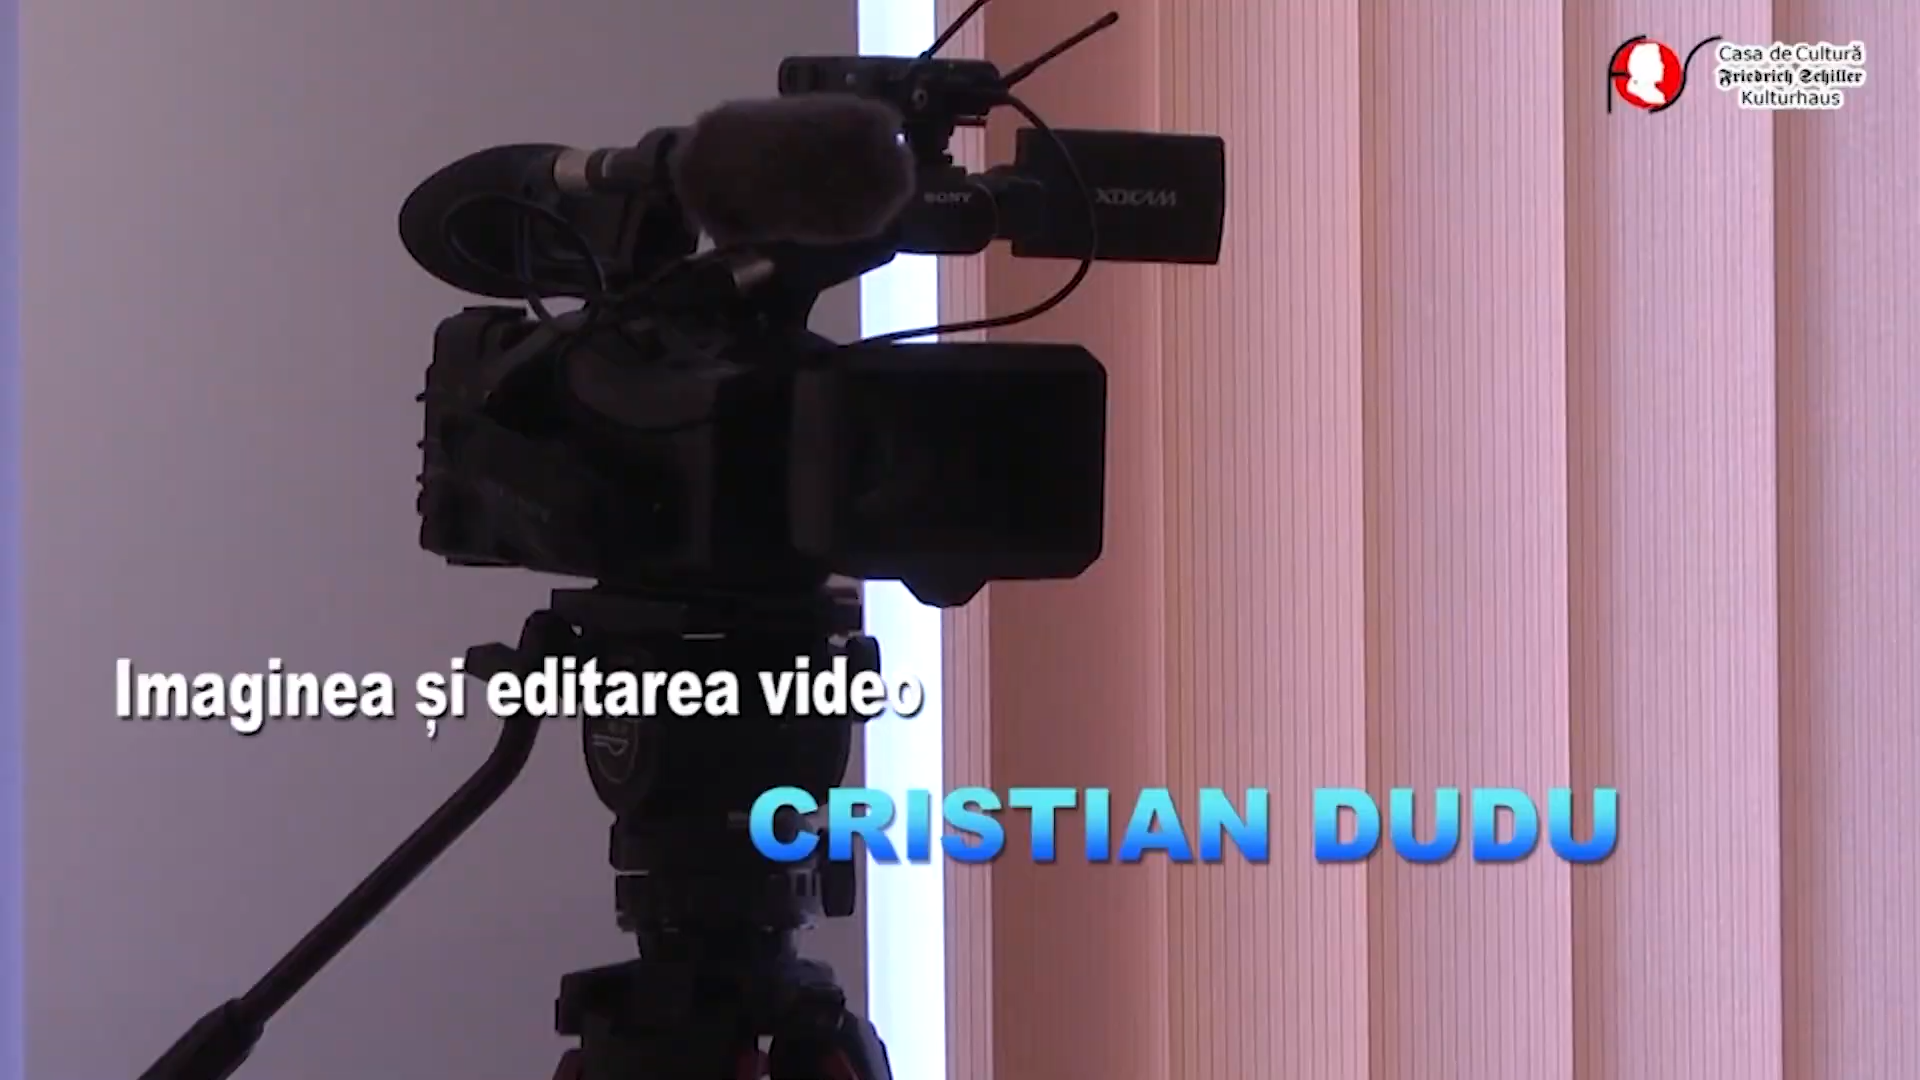 Casa de Cultură
Friedrich Schiller
Kulturhaus
SONY
XDCAM
Imaginea și editarea video
CRISTIAN DUDU